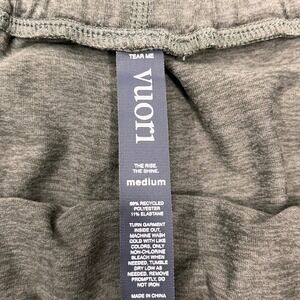 TEAR ME
vuori
THE RISE.
THE SHINE.
medium
89% RECYCLED
POLYESTER
11% ELASTANE
TURN GARMENT
INSIDE OUT,
MACHINE WASH
COLD WITH LIKE
COLORS, ONLY
NON-CHLORINE
BLEACH WHEN
NEEDED, TUMBLE
DRY LOW AS
NEEDED, REMOVE
PROMPTLY, DO
NOT IRON
MADE IN CHINA